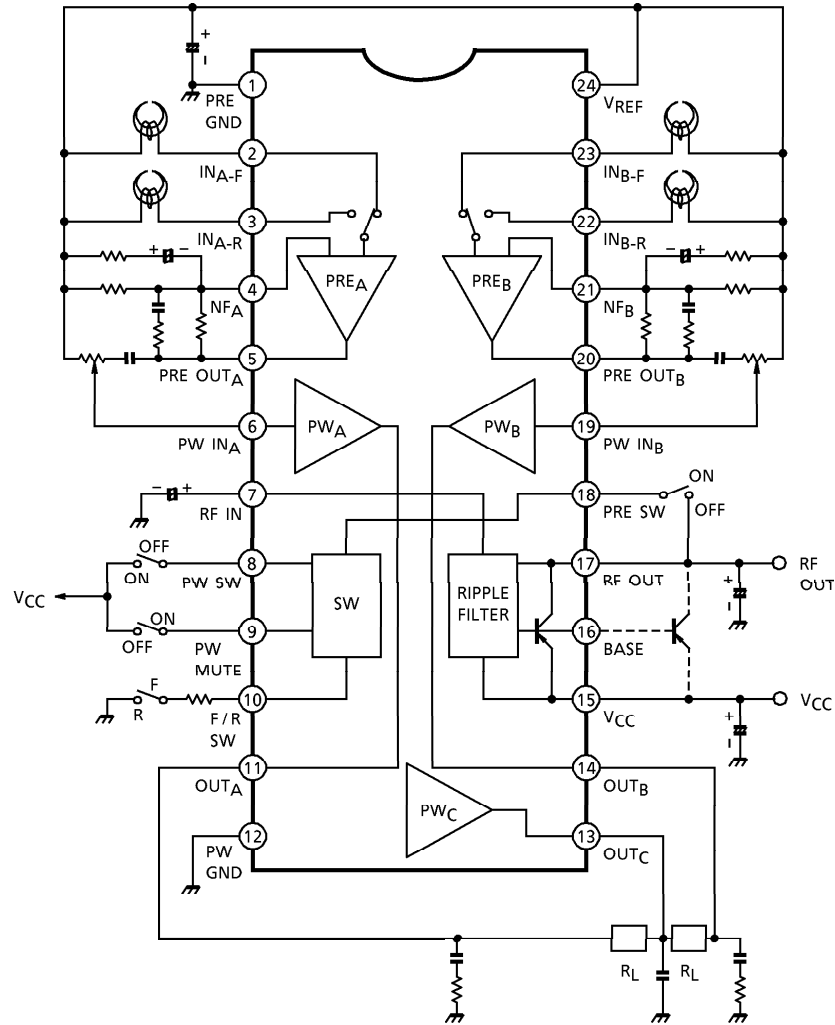 +
-
1
PRE
GND
24
VREF
2
INA-F
23
INB-F
3
INA-R
22
INB-R
+ -
- +
PREA
PREB
4
NFA
21
NFB
5
PRE OUTA
20
PRE OUTB
6
PW INA
PWA
PWB
19
PW INB
- +
7
RF IN
18
PRE SW
ON
OFF
OFF
ON
8
PW SW
17
RF OUT
RF
OUT
+
-
VCC
SW
RIPPLE
FILTER
ON
OFF
9
PW
MUTE
16
BASE
F
R
10
F/R
SW
15
VCC
VCC
+
-
11
OUTA
14
OUTB
PWC
12
PW
GND
13
OUTC
RL
RL